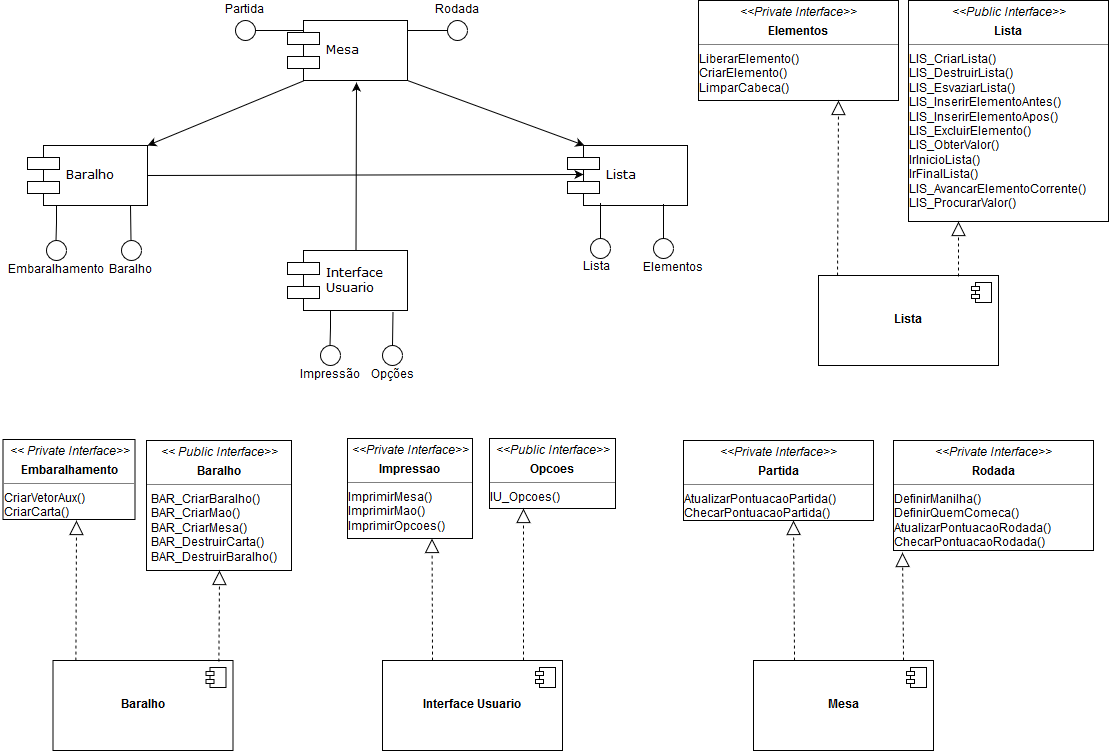 Partida
Rodada
Mesa
Baralho
Lista
Embaralhamento
Baralho
Interface
Usuario
Lista
Elementos
Impressão
Opções
<<Private Interface>>
Elementos
LiberarElemento()
CriarElemento()
LimparCabeca()
<<Public Interface>>
Lista
LIS_CriarLista()
LIS_DestruirLista()
LIS_EsvaziarLista()
LIS_InserirElementoAntes()
LIS_InserirElementoApos()
LIS_ExcluirElemento()
LIS_ObterValor()
IrInicioLista()
IrFinalLista()
LIS_AvancarElementoCorrente()
LIS_ProcurarValor()
Lista
<< Private Interface>>
Embaralhamento
CriarVetorAux()
CriarCarta()
<< Public Interface>>
Baralho
BAR_CriarBaralho()
BAR_CriarMao()
BAR_CriarMesa()
BAR_DestruirCarta()
BAR_DestruirBaralho()
Baralho
<<Private Interface>>
Impressao
ImprimirMesa()
ImprimirMao()
ImprimirOpcoes()
<<Public Interface>>
Opcoes
IU_Opcoes()
Interface Usuario
<<Private Interface>>
Partida
AtualizarPontuacaoPartida()
ChecarPontuacaoPartida()
<<Private Interface>>
Rodada
DefinirManilha()
DefinirQuemComeca()
AtualizarPontuacaoRodada()
ChecarPontuacaoRodada()
Mesa